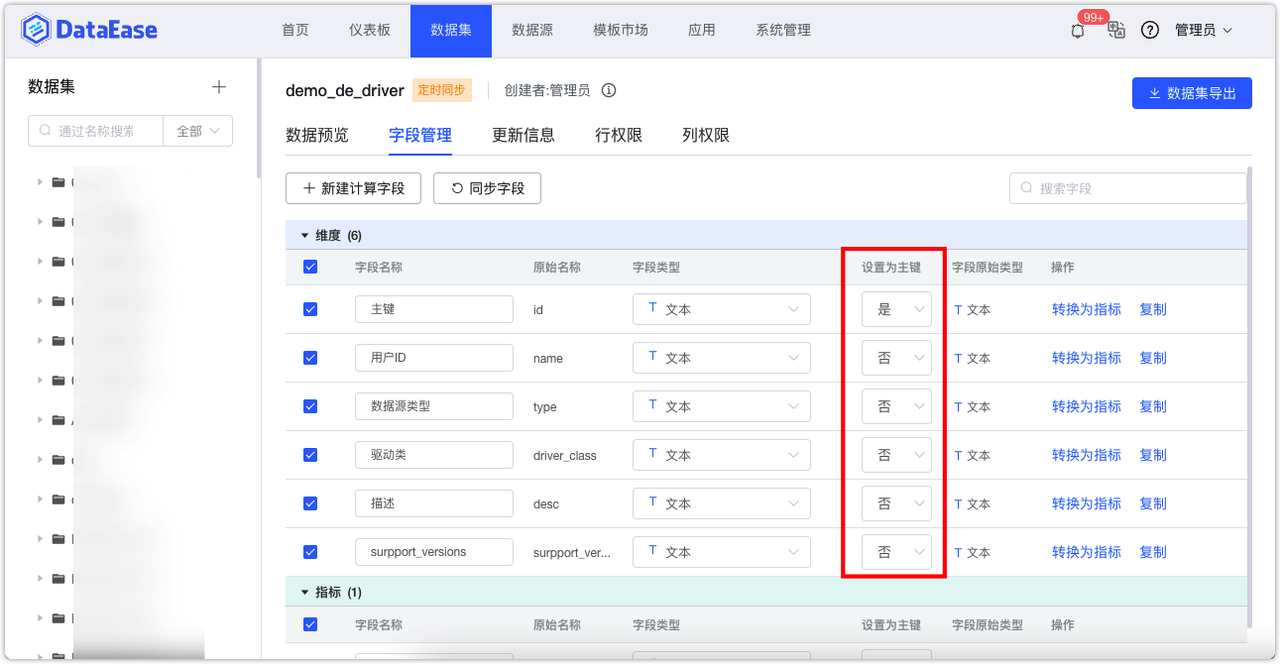 DataEase 首页 仪表板 数据集 数据源 模板市场 应用 系统管理 99+ 管理员
数据集
通过名称搜索 全部
demo_de_driver 定时同步 创建者:管理员 数据集导出
数据预览 字段管理 更新信息 行权限 列权限
新建计算字段 同步字段 搜索字段
维度 (6)
字段名称 原始名称 字段类型 设置为主键 字段原始类型 操作
主键 id T 文本 是 T 文本 转换为指标 复制
用户ID name T 文本 否 T 文本 转换为指标 复制
数据源类型 type T 文本 否 T 文本 转换为指标 复制
驱动类 driver_class T 文本 否 T 文本 转换为指标 复制
描述 desc T 文本 否 T 文本 转换为指标 复制
surpport_versions surpport_ver... T 文本 否 T 文本 转换为指标 复制
指标 (1)
字段名称 原始名称 字段类型 设置为主键 字段原始类型 操作